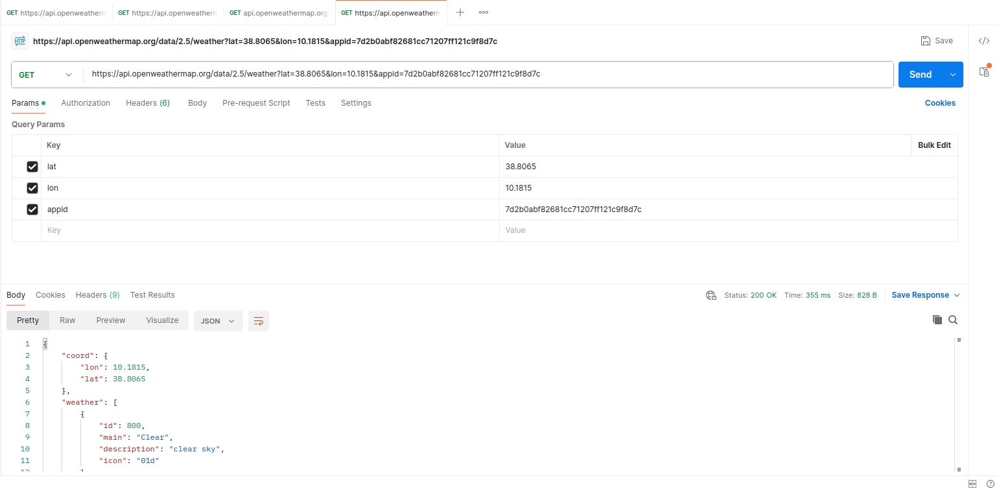 GET https://api.openweatherm GET https://api.openweatherm GET api.openweathermap.org, GET https://api.openweatherm
HTTP https://api.openweathermap.org/data/2.5/weather?lat=38.8065&lon=10.1815&appid=7d2b0abf82681cc71207ff121c9f8d7c Save </>
GET https://api.openweathermap.org/data/2.5/weather?lat=38.8065&lon=10.1815&appid=7d2b0abf82681cc71207ff121c9f8d7c Send
Params Authorization Headers (6) Body Pre-request Script Tests Settings Cookies
Query Params
Key Value Bulk Edit
lat 38.8065
lon 10.1815
appid 7d2b0abf82681cc71207ff121c9f8d7c
Key Value
Body Cookies Headers (9) Test Results Status: 200 OK Time: 355 ms Size: 828 B Save Response
Pretty Raw Preview Visualize JSON
1 {
2 "coord": {
3 "lon": 10.1815,
4 "lat": 38.8065
5 },
6 "weather": [
7 {
8 "id": 800,
9 "main": "Clear",
10 "description": "clear sky",
11 "icon": "01d"